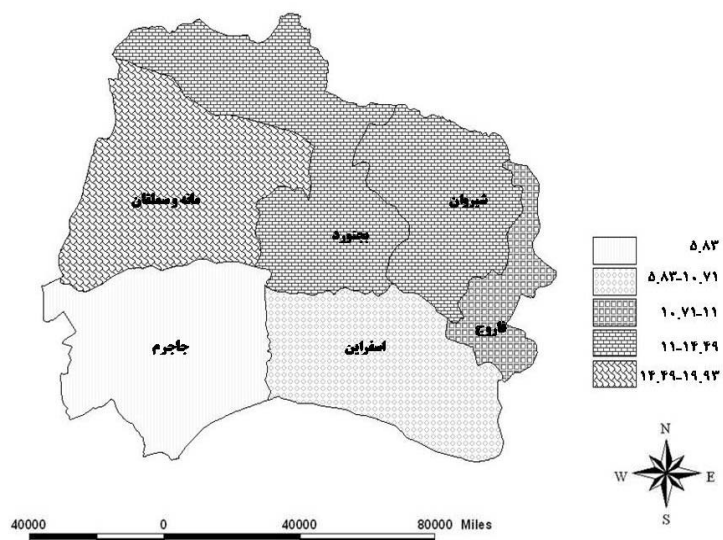 مانه و سملقان
شیروان
بجنورد
فاروج
اسفراین
جاجرم
۵,۸۳
۵,۸۳-۱۰,۷۱
۱۰,۷۱-۱۱
۱۱-۱۴,۴۹
۱۴,۴۹-۱۹,۹۳
N
W E
S
40000 0 40000 80000 Miles